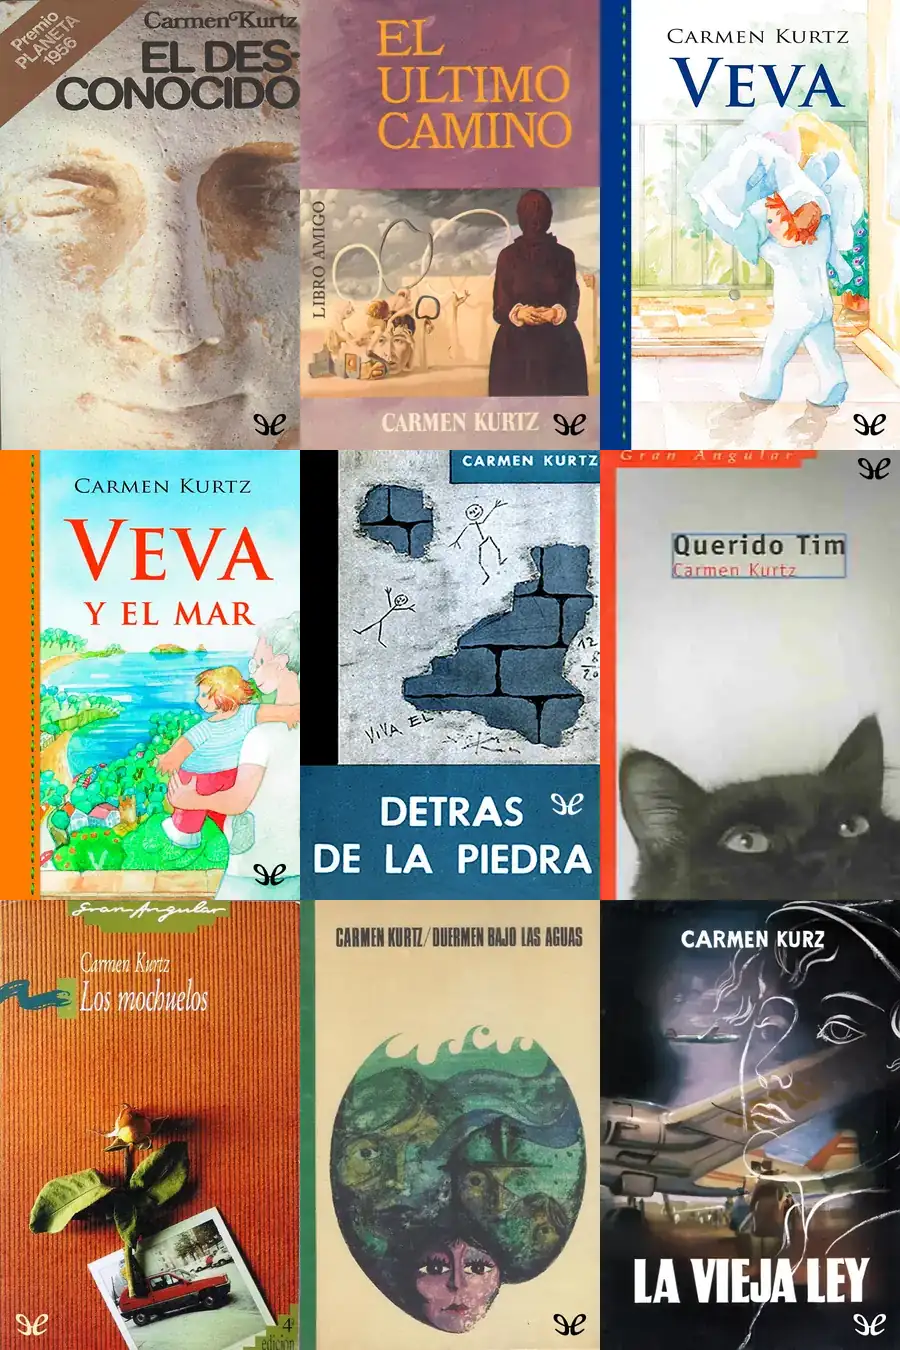 Premio
PLANETA
1956
Carmen Kurtz
EL DES-
CONOCIDO
EL
ULTIMO
CAMINO
LIBRO AMIGO
CARMEN KURTZ
CARMEN KURTZ
VEVA
CARMEN KURTZ
VEVA
Y EL MAR
CARMEN KURTZ
12
8
VIVA EL
DETRAS
DE LA PIEDRA
Gran Angular
Querido Tim
Carmen Kurtz
Gran Angular
Carmen Kurtz
Los mochuelos
4ª
edición
CARMEN KURTZ/DUERMEN BAJO LAS AGUAS
CARMEN KURZ
LA VIEJA LEY